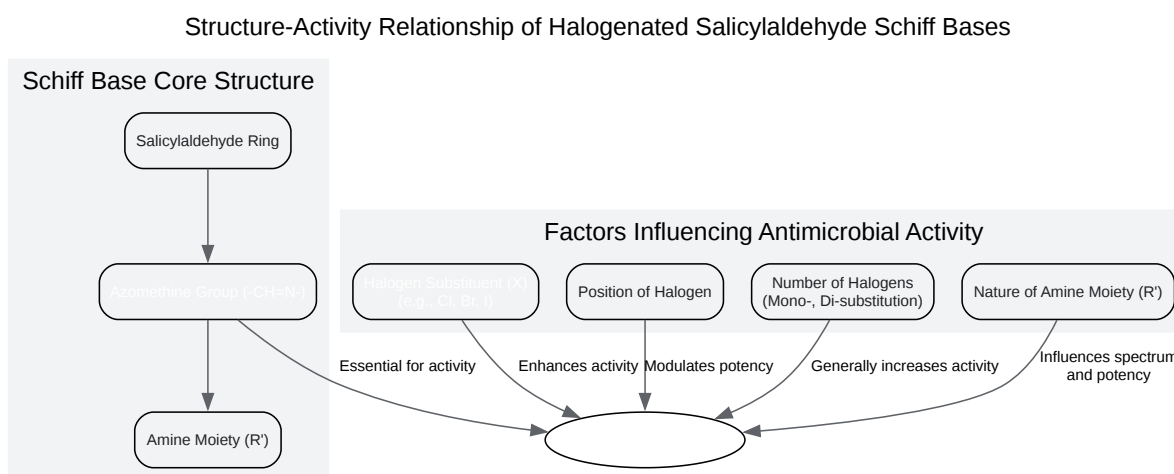 Structure-Activity Relationship of Halogenated Salicylaldehyde Schiff Bases
Schiff Base Core Structure
Salicylaldehyde Ring
Factors Influencing Antimicrobial Activity
Azomethine Group (-CH=N-)
Halogen Substituent (X)
(e.g., Cl, Br, I)
Position of Halogen
Number of Halogens
(Mono-, Di-substitution)
Nature of Amine Moiety (R')
Essential for activity
Enhances activity
Modulates potency
Generally increases activity
Influences spectrum
and potency
Amine Moiety (R')